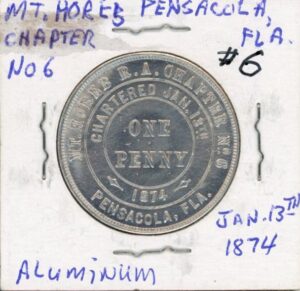 MT. HOREB PENSACOLA,
CHAPTER FLA.
NO 6 #6
MT. HOREB R.A. CHAPTER NO. 6
CHARTERED JAN. 13TH
ONE
PENNY
1874
PENSACOLA, FLA.
JAN. 13TH
1874
ALUMINUM